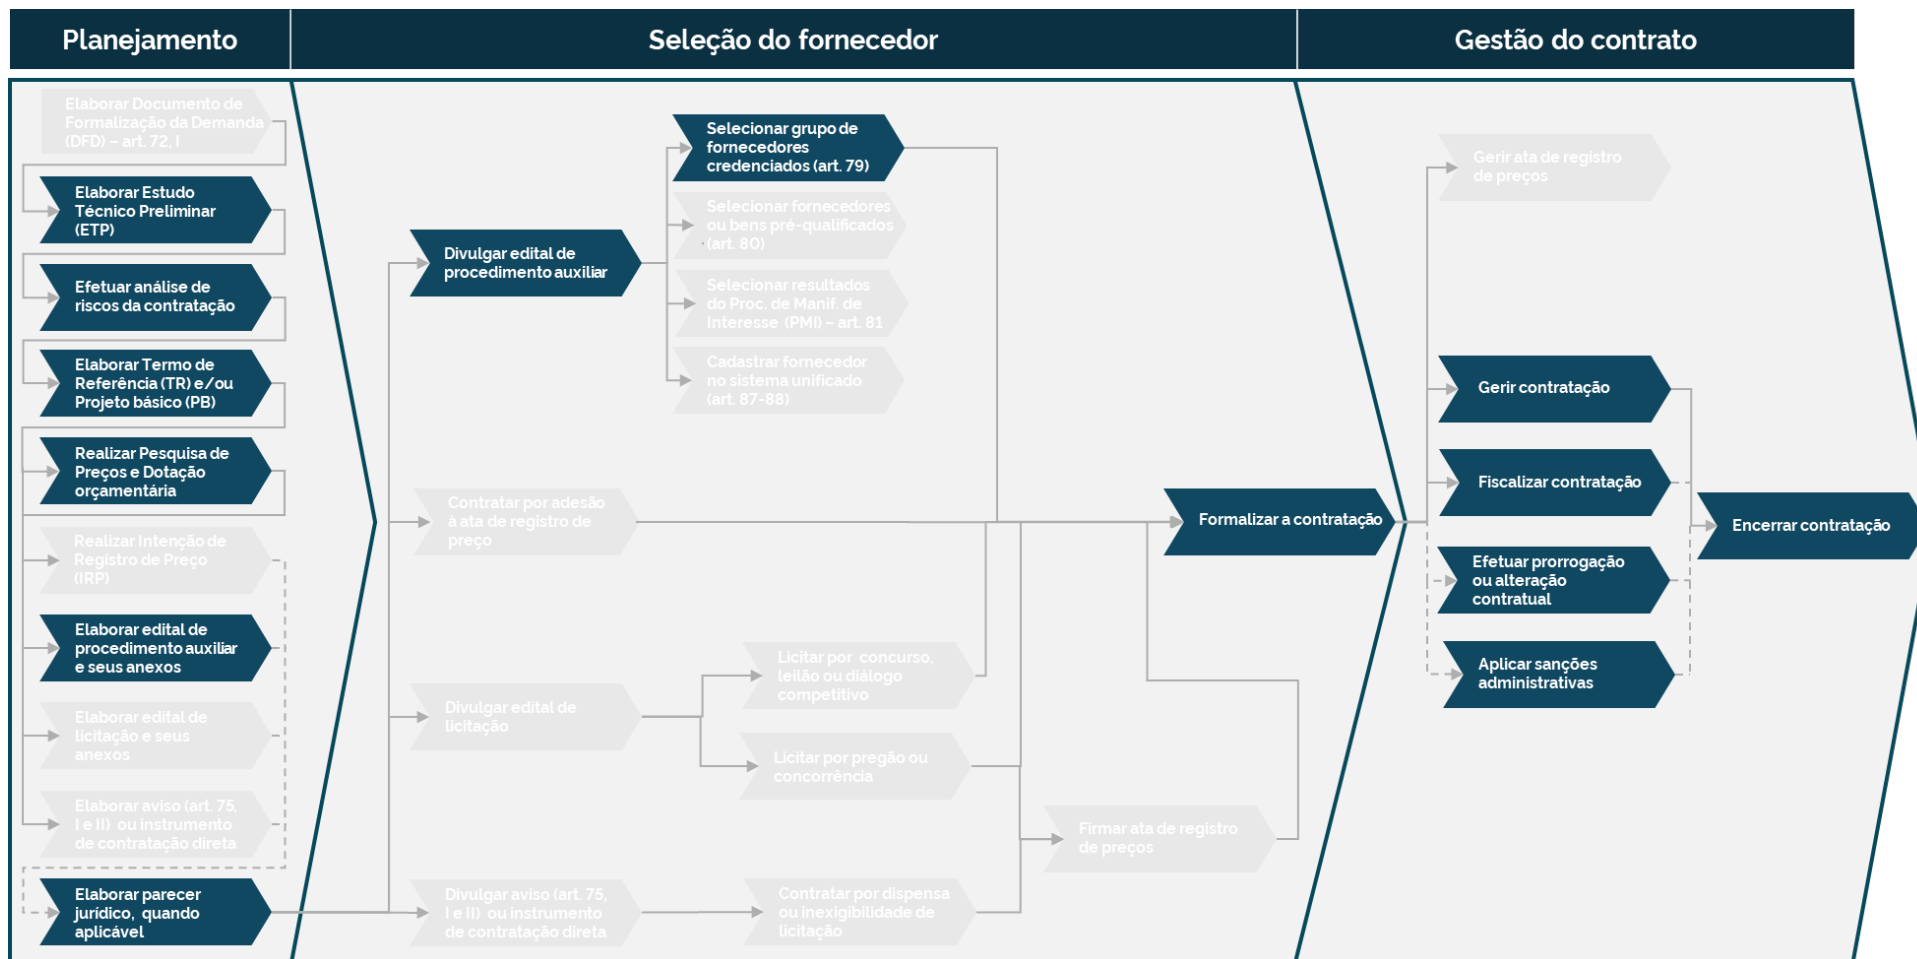 Planejamento
Seleção do fornecedor
Gestão do contrato
Elaborar Documento de
Formalização da Demanda
(DFD) – art. 72, I
Elaborar Estudo
Técnico Preliminar
(ETP)
Efetuar análise de
riscos da contratação
Elaborar Termo de
Referência (TR) e/ou
Projeto básico (PB)
Realizar Pesquisa de
Preços e Dotação
orçamentária
Realizar Intenção de
Registro de Preço
(IRP)
Elaborar edital de
procedimento auxiliar
e seus anexos
Elaborar edital de
licitação e seus
anexos
Elaborar aviso (art. 75,
I e II) ou instrumento
de contratação direta
Elaborar parecer
jurídico, quando
aplicável
Divulgar edital de
procedimento auxiliar
Selecionar grupo de
fornecedores
credenciados (art. 79)
Selecionar fornecedores
ou bens pré-qualificados
(art. 80)
Selecionar resultados
do Proc. de Manif. de
Interesse (PMI) – art. 81
Cadastrar fornecedor
no sistema unificado
(art. 87-88)
Contratar por adesão
à ata de registro de
preço
Divulgar edital de
licitação
Licitar por concurso,
leilão ou diálogo
competitivo
Licitar por pregão ou
concorrência
Firmar ata de registro
de preços
Divulgar aviso (art. 75,
I e II) ou instrumento
de contratação direta
Contratar por dispensa
ou inexigibilidade de
licitação
Formalizar a contratação
Gerir ata de registro
de preços
Gerir contratação
Fiscalizar contratação
Efetuar prorrogação
ou alteração
contratual
Aplicar sanções
administrativas
Encerrar contratação